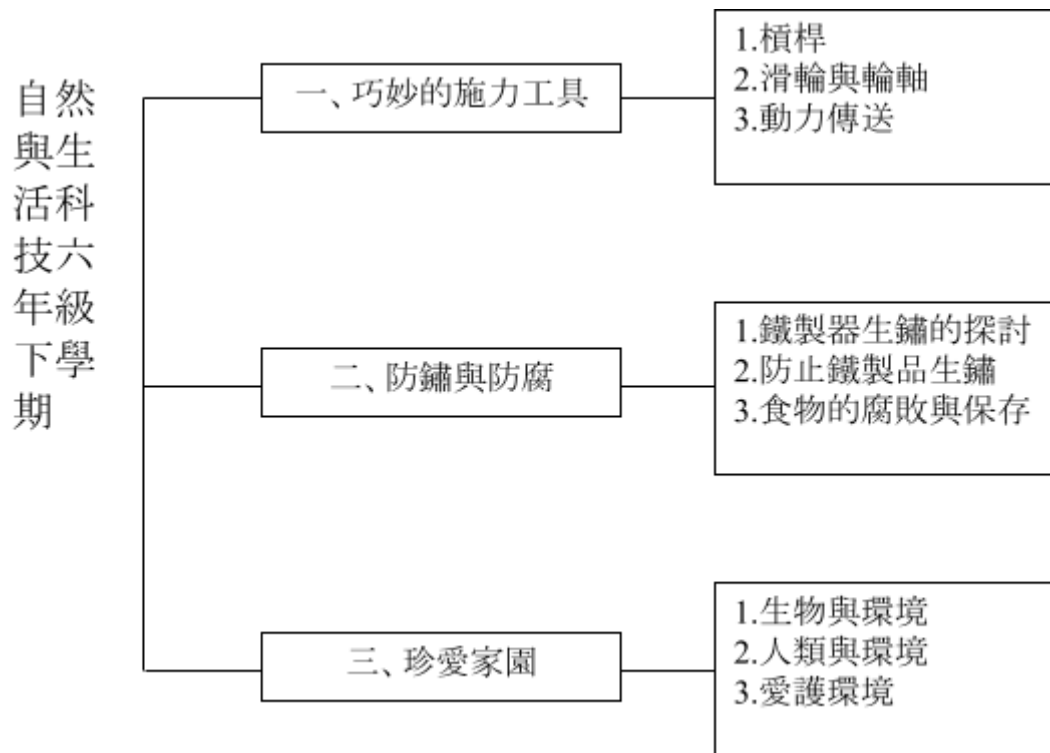 自然
與生
活科
技六
年級
下學
期
一、巧妙的施力工具
1.槓桿
2.滑輪與輪軸
3.動力傳送
二、防鏽與防腐
1.鐵製器生鏽的探討
2.防止鐵製品生鏽
3.食物的腐敗與保存
三、珍愛家園
1.生物與環境
2.人類與環境
3.愛護環境